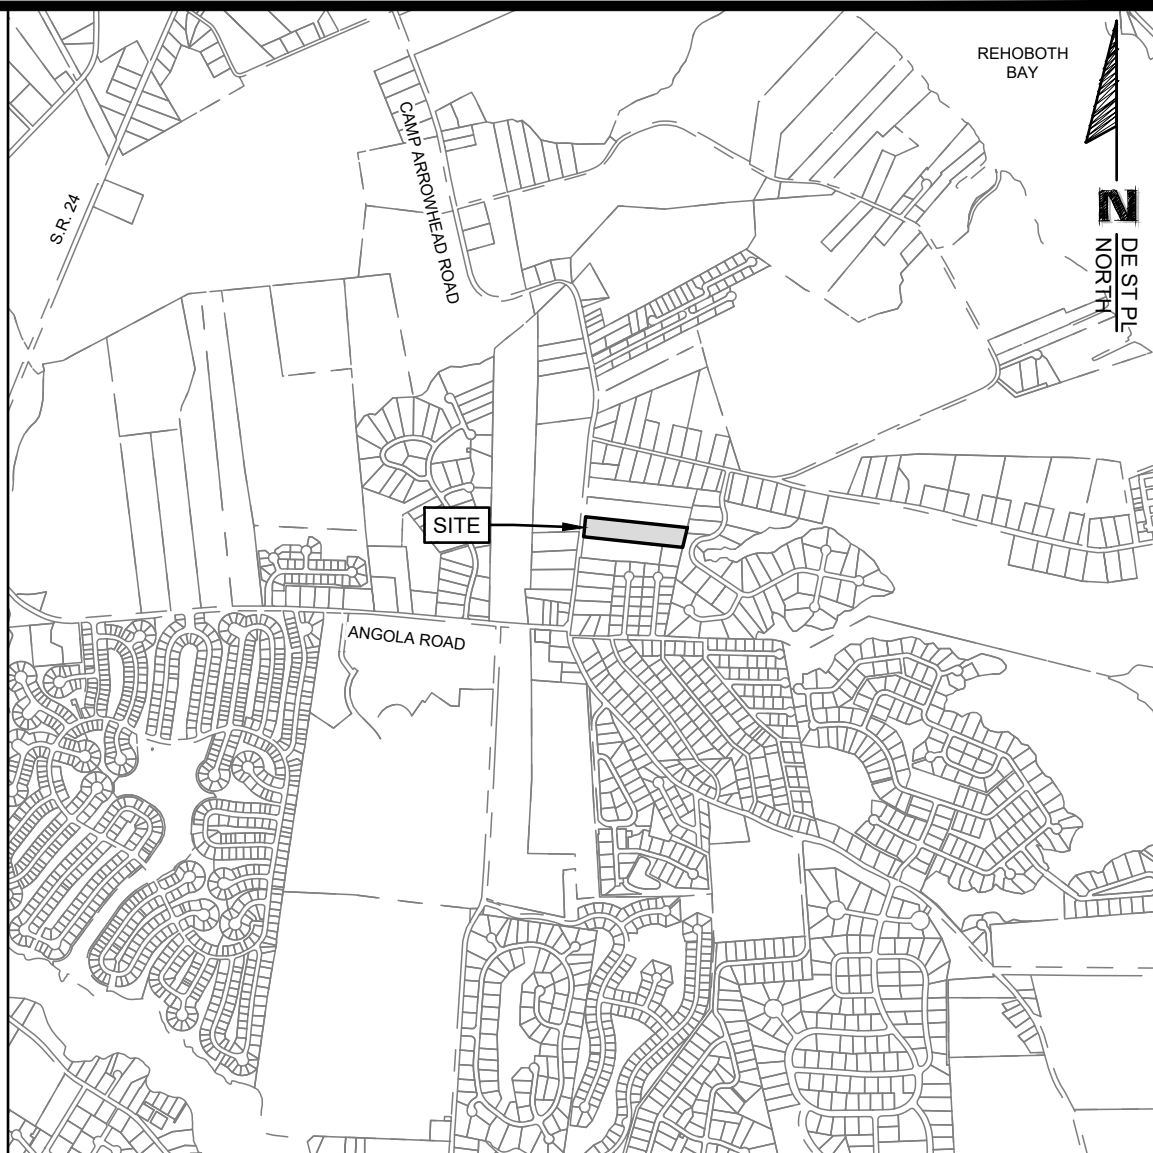 REHOBOTH
BAY
N
DE ST PL
NORTH
CAMP ARROWHEAD ROAD
S.R. 24
SITE
ANGOLA ROAD